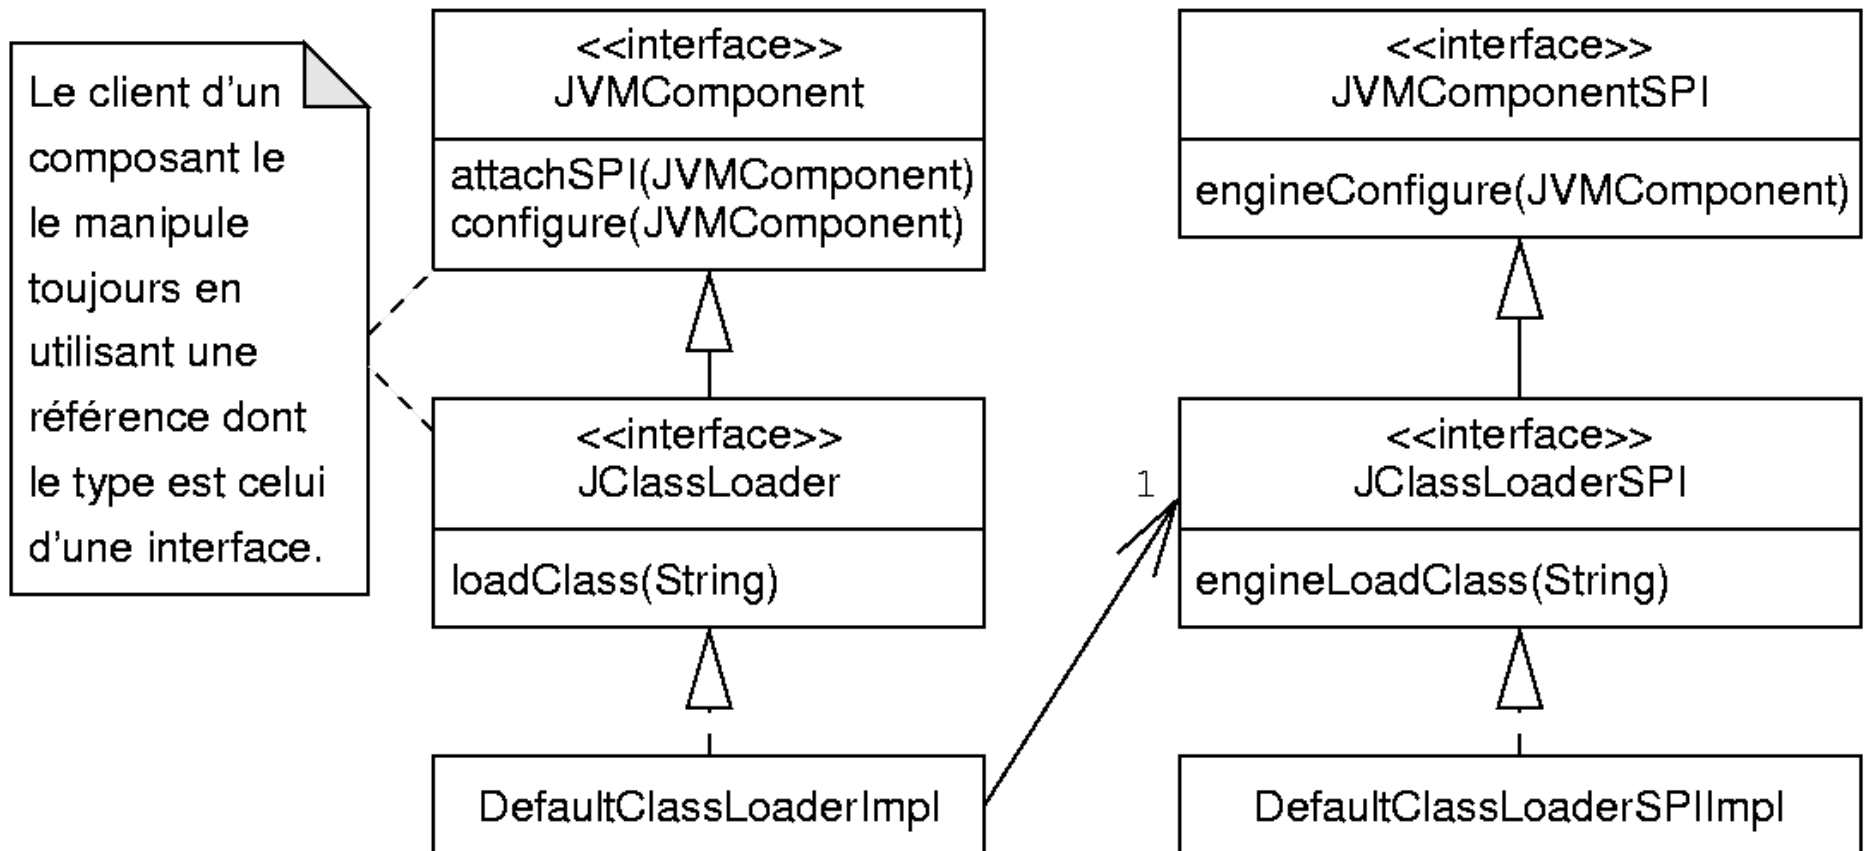 Le client d'un
composant le
le manipule
toujours en
utilisant une
référence dont
le type est celui
d'une interface.
<<interface>>
JVMComponent
attachSPI(JVMComponent)
configure(JVMComponent)
<<interface>>
JVMComponentSPI
engineConfigure(JVMComponent)
<<interface>>
JClassLoader
loadClass(String)
1
<<interface>>
JClassLoaderSPI
engineLoadClass(String)
DefaultClassLoaderImpl
DefaultClassLoaderSPIImpl